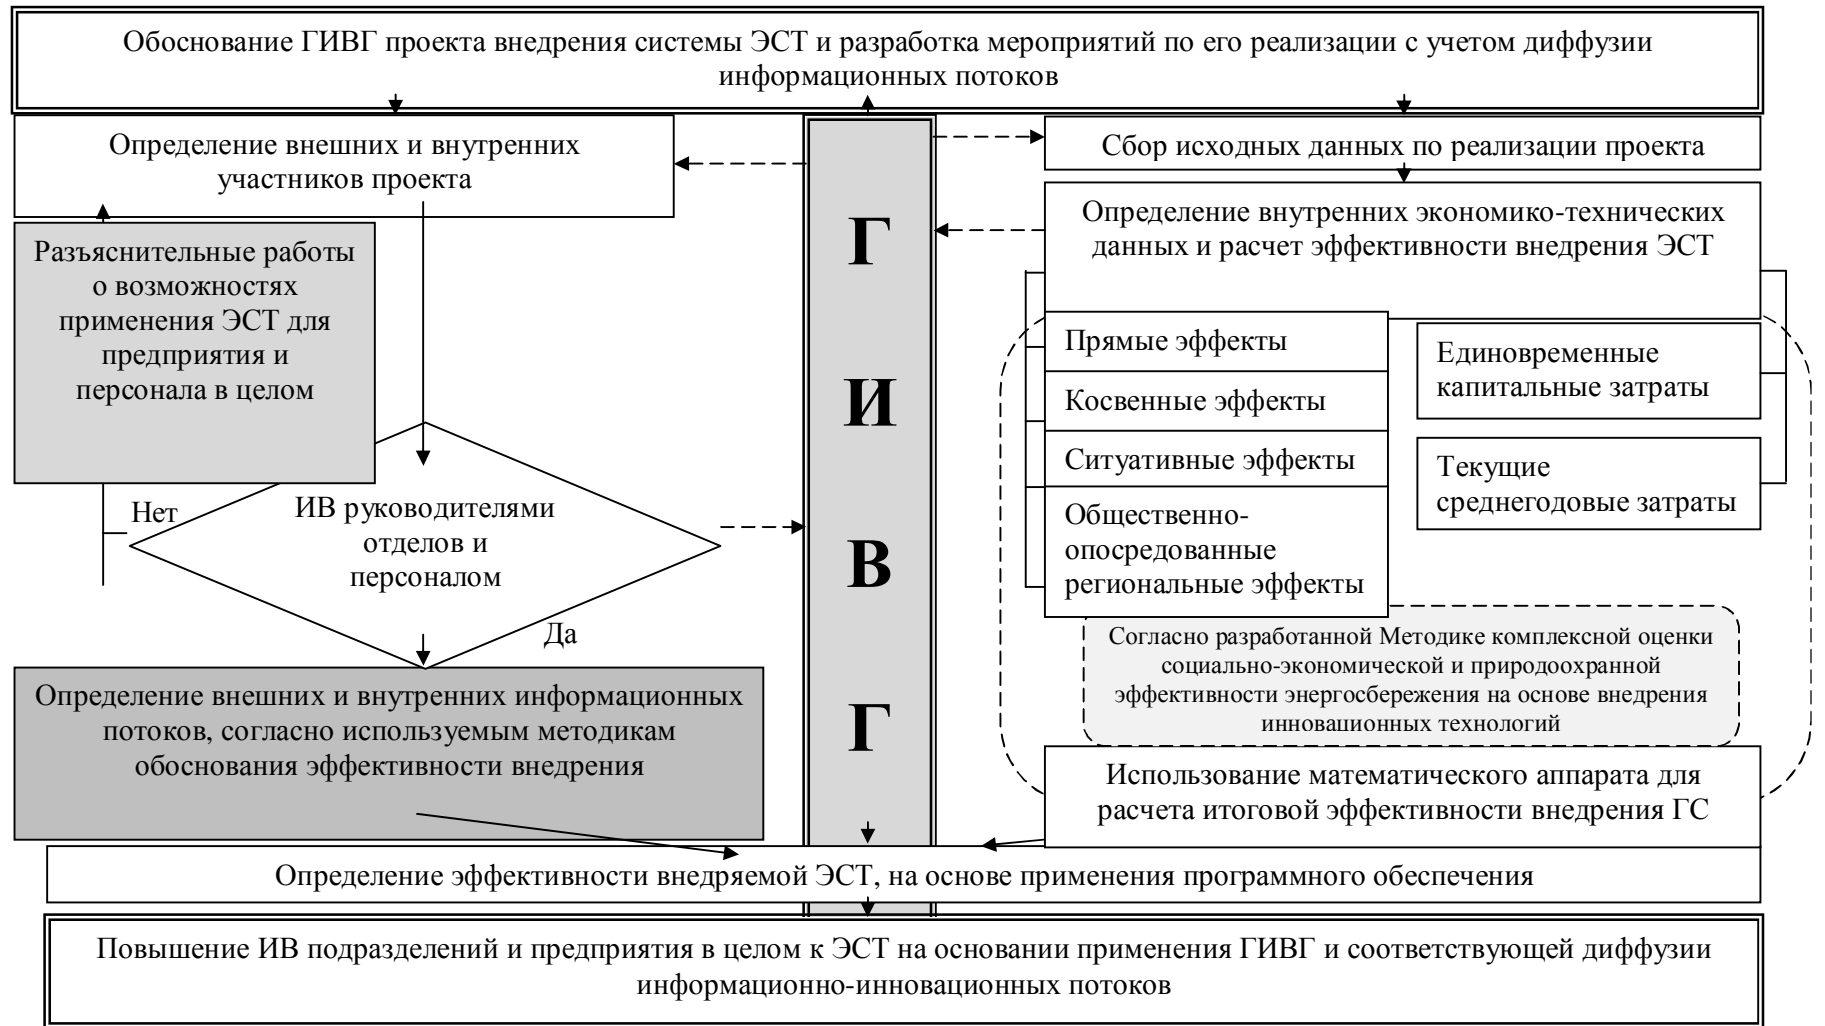 Обоснование ГИВГ проекта внедрения системы ЭСТ и разработка мероприятий по его реализации с учетом диффузии
информационных потоков
Определение внешних и внутренних
участников проекта
Разъяснительные работы
о возможностях
применения ЭСТ для
предприятия и
персонала в целом
Нет
ИВ руководителями
отделов и
персоналом
Да
Определение внешних и внутренних информационных
потоков, согласно используемым методикам
обоснования эффективности внедрения
Г
И
В
Г
Сбор исходных данных по реализации проекта
Определение внутренних экономико-технических
данных и расчет эффективности внедрения ЭСТ
Прямые эффекты
Косвенные эффекты
Ситуативные эффекты
Общественно-
опосредованные
региональные эффекты
Единовременные
капитальные затраты
Текущие
среднегодовые затраты
Согласно разработанной Методике комплексной оценки
социально-экономической и природоохранной
эффективности энергосбережения на основе внедрения
инновационных технологий
Использование математического аппарата для
расчета итоговой эффективности внедрения ГС
Определение эффективности внедряемой ЭСТ, на основе применения программного обеспечения
Повышение ИВ подразделений и предприятия в целом к ЭСТ на основании применения ГИВГ и соответствующей диффузии
информационно-инновационных потоков